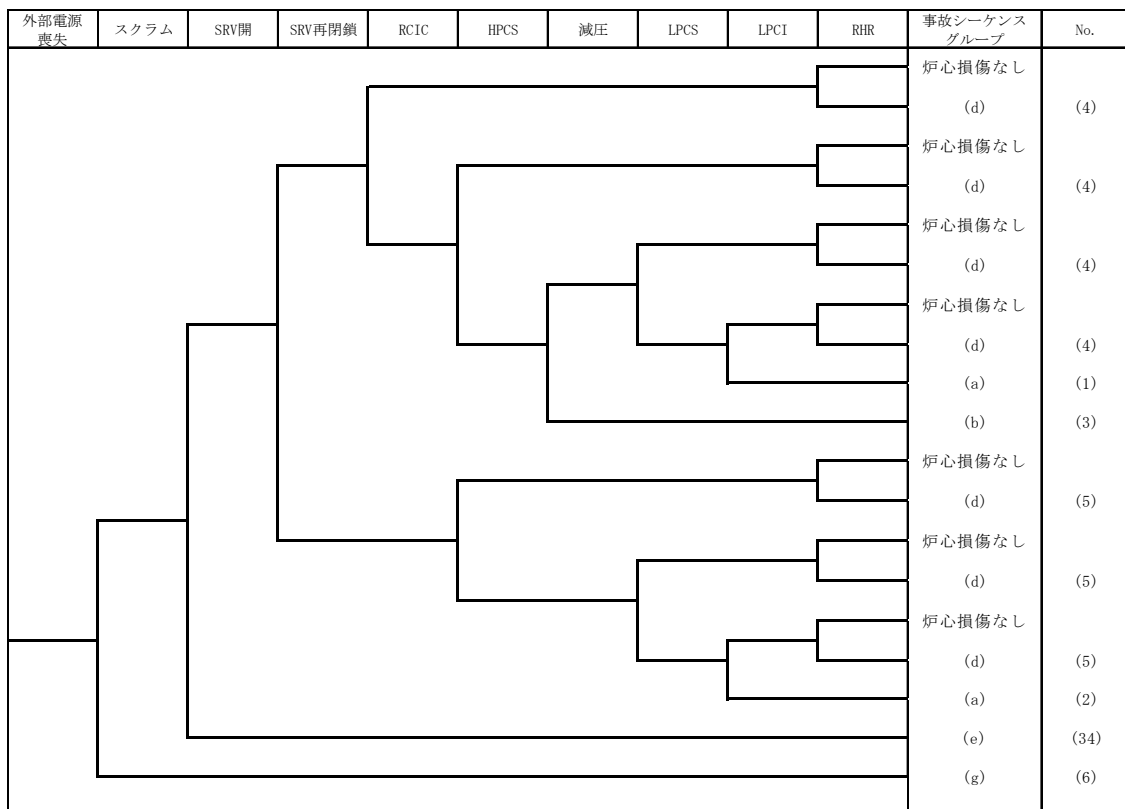 外部電源
喪失
スクラム
SRV開
SRV再閉鎖
RCIC
HPCS
減圧
LPCS
LPCI
RHR
事故シーケンス
グループ
No.
炉心損傷なし
(d) (4)
炉心損傷なし
(d) (4)
炉心損傷なし
(d) (4)
炉心損傷なし
(d) (4)
(a) (1)
(b) (3)
炉心損傷なし
(d) (5)
炉心損傷なし
(d) (5)
炉心損傷なし
(d) (5)
(a) (2)
(e) (34)
(g) (6)